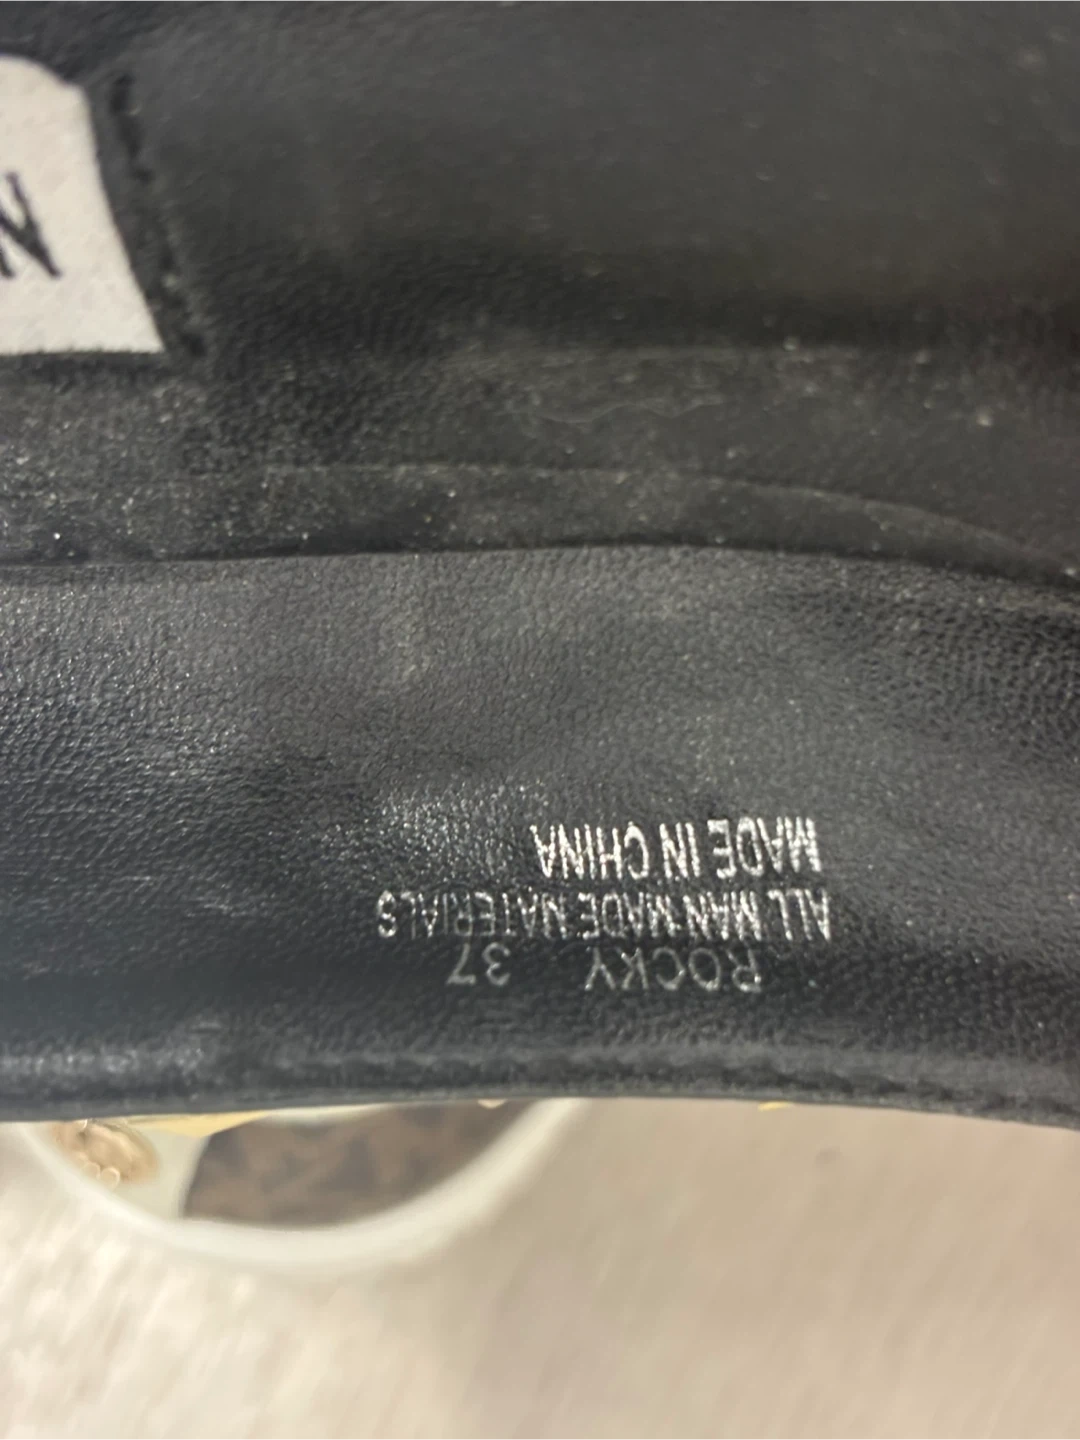 ROCKY 37
ALL MAN MADE MATERIALS
MADE IN CHINA
N